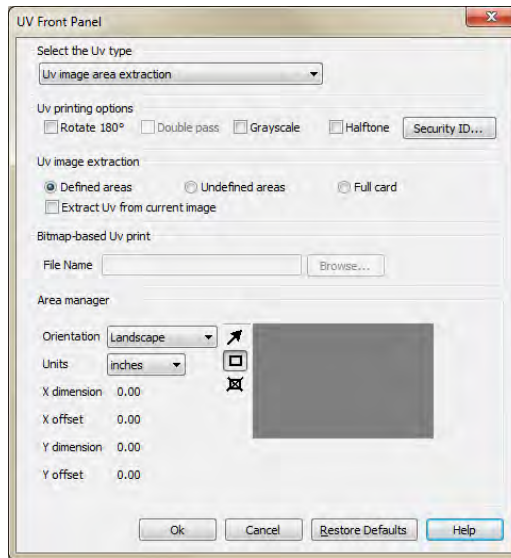 UV Front Panel
Select the Uv type
Uv image area extraction
Uv printing options
Rotate 180° Double pass Grayscale Halftone Security ID...
Uv image extraction
Defined areas Undefined areas Full card
Extract Uv from current image
Bitmap-based Uv print
File Name Browse...
Area manager
Orientation Landscape
Units inches
X dimension 0.00
X offset 0.00
Y dimension 0.00
Y offset 0.00
Ok Cancel Restore Defaults Help